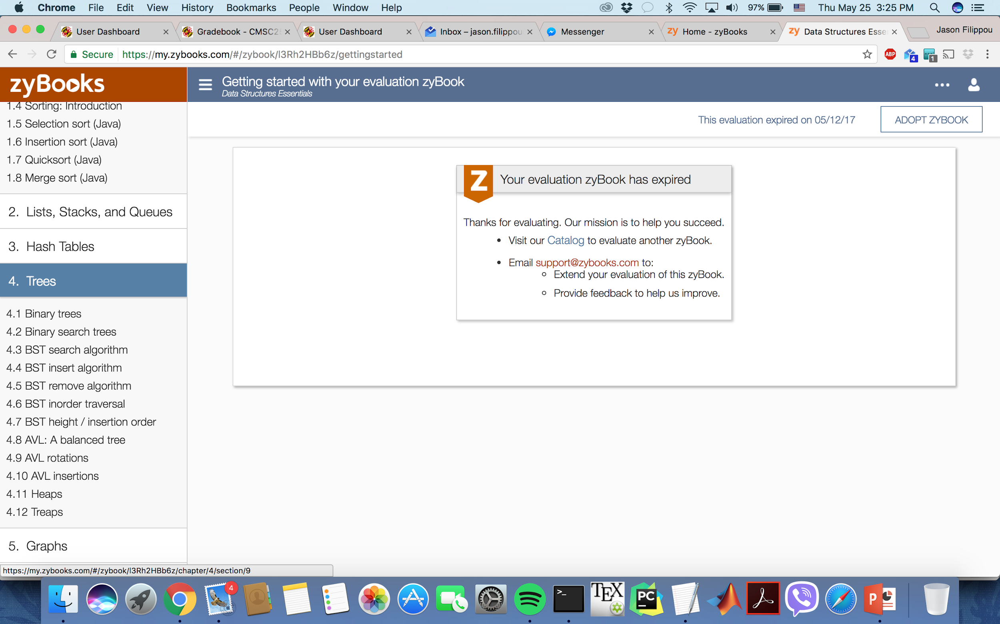 Chrome File Edit View History Bookmarks People Window Help 97% Thu May 25 3:25 PM
User Dashboard Gradebook - CMSC2 User Dashboard Inbox – jason.filippou Messenger zy Home - zyBooks zy Data Structures Esse Jason Filippou
Secure https://my.zybooks.com/#/zybook/l3Rh2HBb6z/gettingstarted ABP 4 1
zyBooks
Getting started with your evaluation zyBook
Data Structures Essentials
This evaluation expired on 05/12/17 ADOPT ZYBOOK
1.4 Sorting: Introduction
1.5 Selection sort (Java)
1.6 Insertion sort (Java)
1.7 Quicksort (Java)
1.8 Merge sort (Java)
2. Lists, Stacks, and Queues
3. Hash Tables
4. Trees
4.1 Binary trees
4.2 Binary search trees
4.3 BST search algorithm
4.4 BST insert algorithm
4.5 BST remove algorithm
4.6 BST inorder traversal
4.7 BST height / insertion order
4.8 AVL: A balanced tree
4.9 AVL rotations
4.10 AVL insertions
4.11 Heaps
4.12 Treaps
5. Graphs
Z Your evaluation zyBook has expired
Thanks for evaluating. Our mission is to help you succeed.
• Visit our Catalog to evaluate another zyBook.
• Email support@zybooks.com to:
Extend your evaluation of this zyBook.
Provide feedback to help us improve.
https://my.zybooks.com/#/zybook/l3Rh2HBb6z/chapter/4/section/9
4 >_ TEX PC P